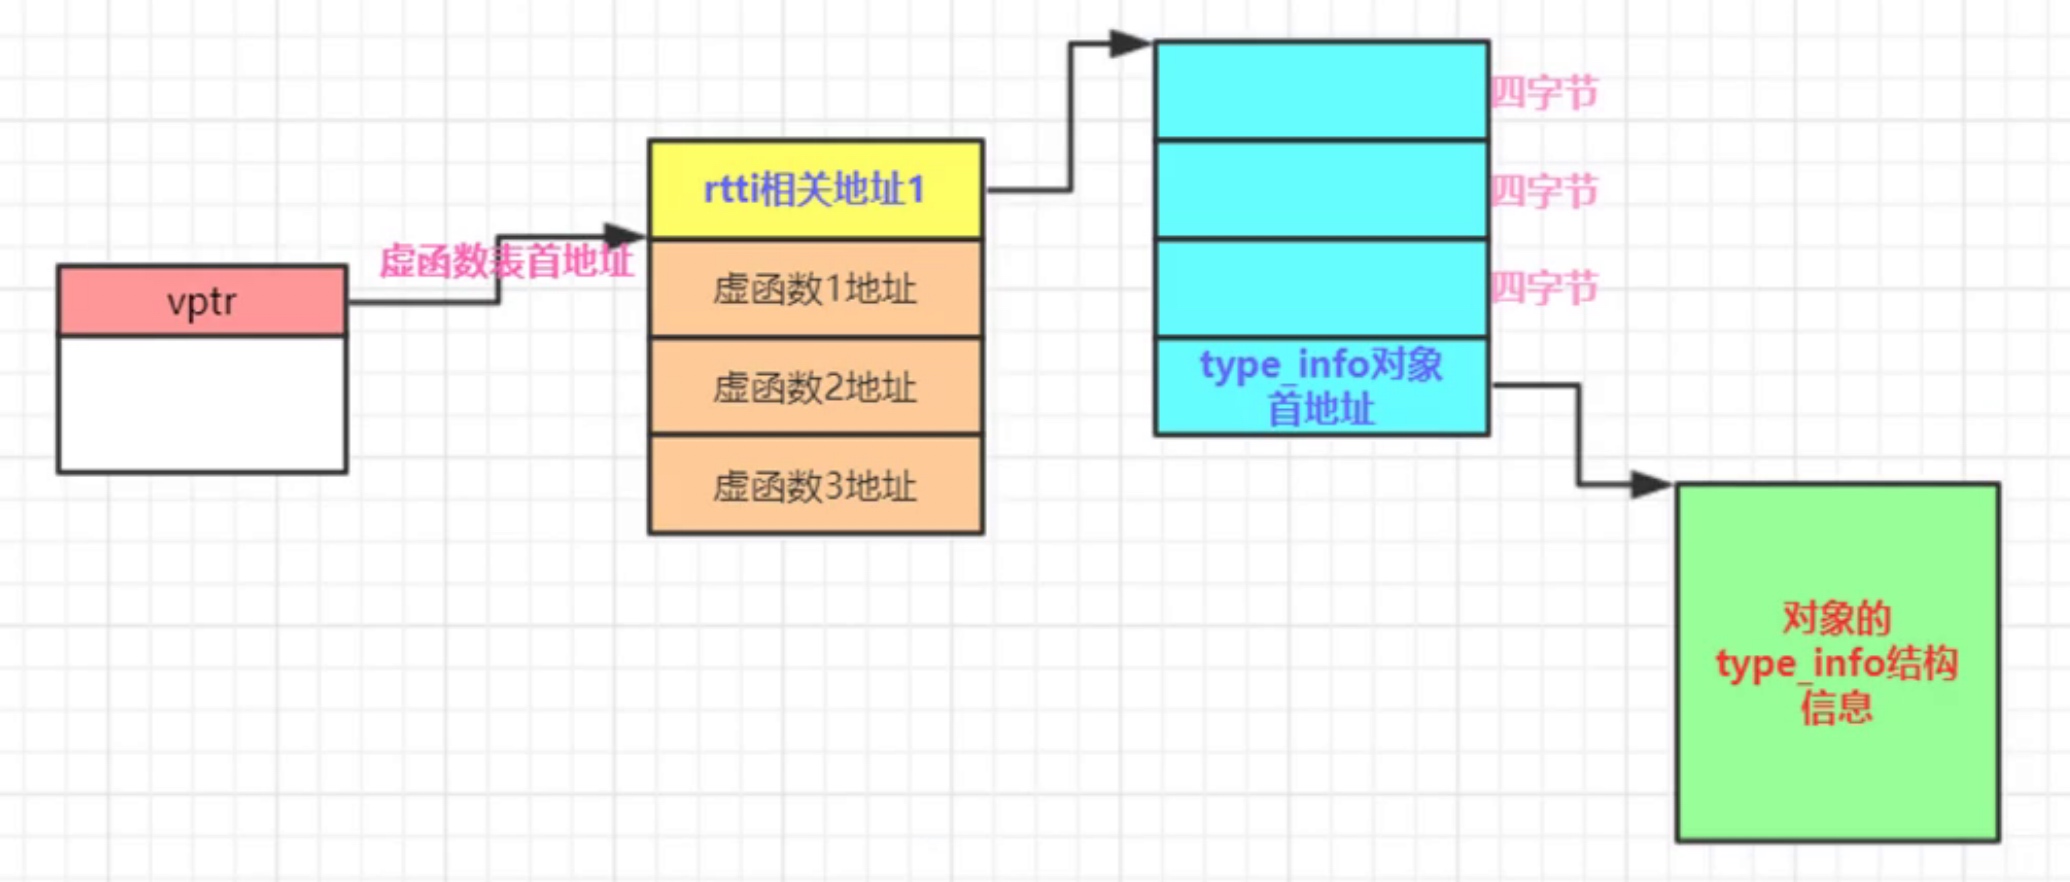 vptr
虚函数表首地址
rtti相关地址1
虚函数1地址
虚函数2地址
虚函数3地址
四字节
四字节
四字节
type_info对象
首地址
对象的
type_info结构
信息